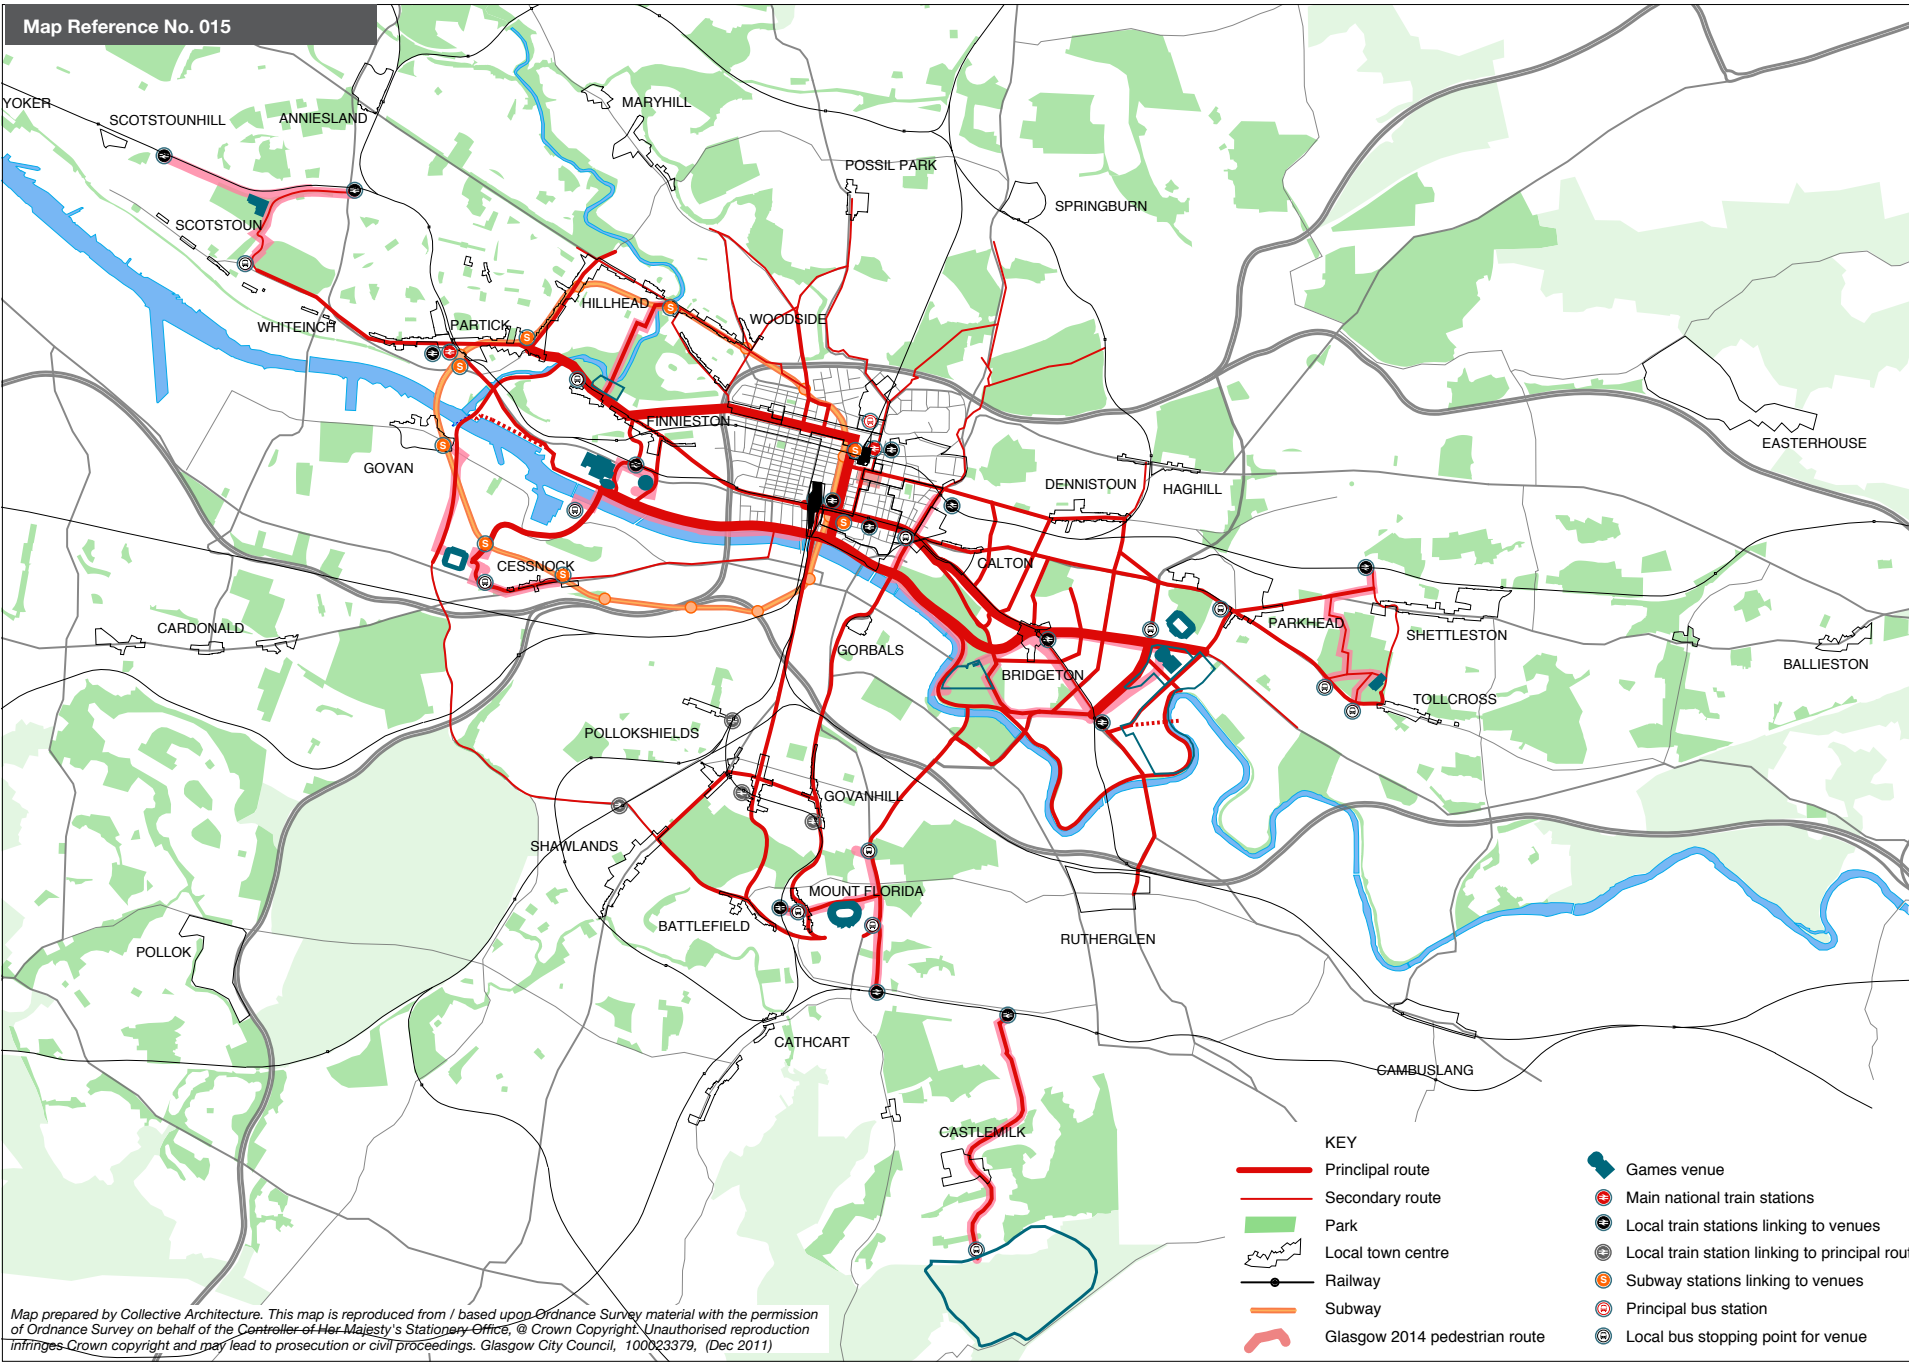 Map Reference No. 015
YOKER
SCOTSTOUNHILL
ANNIESLAND
MARYHILL
POSSIL PARK
SPRINGBURN
SCOTSTOUN
WHITEINCH
PARTICK
HILLHEAD
WOODSIDE
FINNIESTON
GOVAN
EASTERHOUSE
DENNISTOUN
HAGHILL
CESSNOCK
CALTON
CARDONALD
GORBALS
PARKHEAD
SHETTLESTON
BALLIESTON
BRIDGETON
TOLLCROSS
POLLOKSHIELDS
GOVANHILL
SHAWLANDS
MOUNT FLORIDA
BATTLEFIELD
RUTHERGLEN
POLLOK
CATHCART
CAMBUSLANG
CASTLEMILK
KEY
Princlipal route
Secondary route
Park
Local town centre
Railway
Subway
Glasgow 2014 pedestrian route
Games venue
Main national train stations
Local train stations linking to venues
Local train station linking to principal rout
Subway stations linking to venues
Principal bus station
Local bus stopping point for venue
Map prepared by Collective Architecture. This map is reproduced from / based upon Ordnance Survey material with the permission
of Ordnance Survey on behalf of the Controller of Her Majesty's Stationery Office, @ Crown Copyright. Unauthorised reproduction
infringes Crown copyright and may lead to prosecution or civil proceedings. Glasgow City Council, 100023379, (Dec 2011)